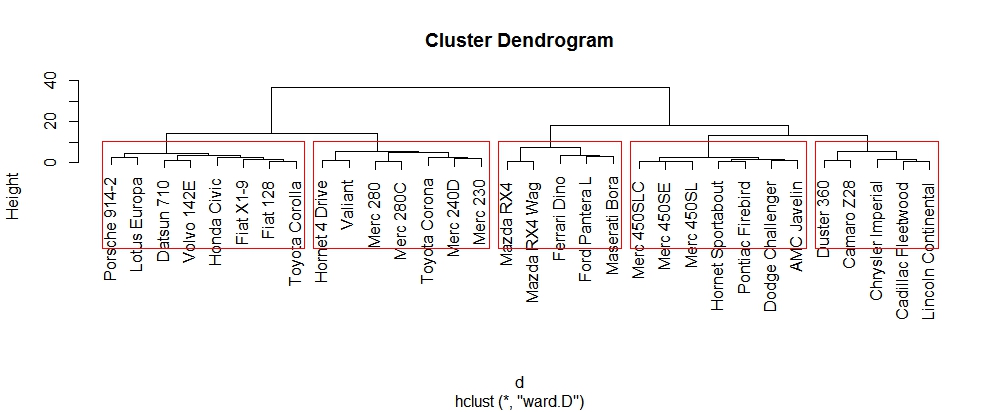 Cluster Dendrogram
Height
0
20
40
Porsche 914-2
Lotus Europa
Datsun 710
Volvo 142E
Honda Civic
Fiat X1-9
Fiat 128
Toyota Corolla
Hornet 4 Drive
Valiant
Merc 280
Merc 280C
Toyota Corona
Merc 240D
Merc 230
Mazda RX4
Mazda RX4 Wag
Ferrari Dino
Ford Pantera L
Maserati Bora
Merc 450SLC
Merc 450SE
Merc 450SL
Hornet Sportabout
Pontiac Firebird
Dodge Challenger
AMC Javelin
Duster 360
Camaro Z28
Chrysler Imperial
Cadillac Fleetwood
Lincoln Continental
d
hclust (*, "ward.D")